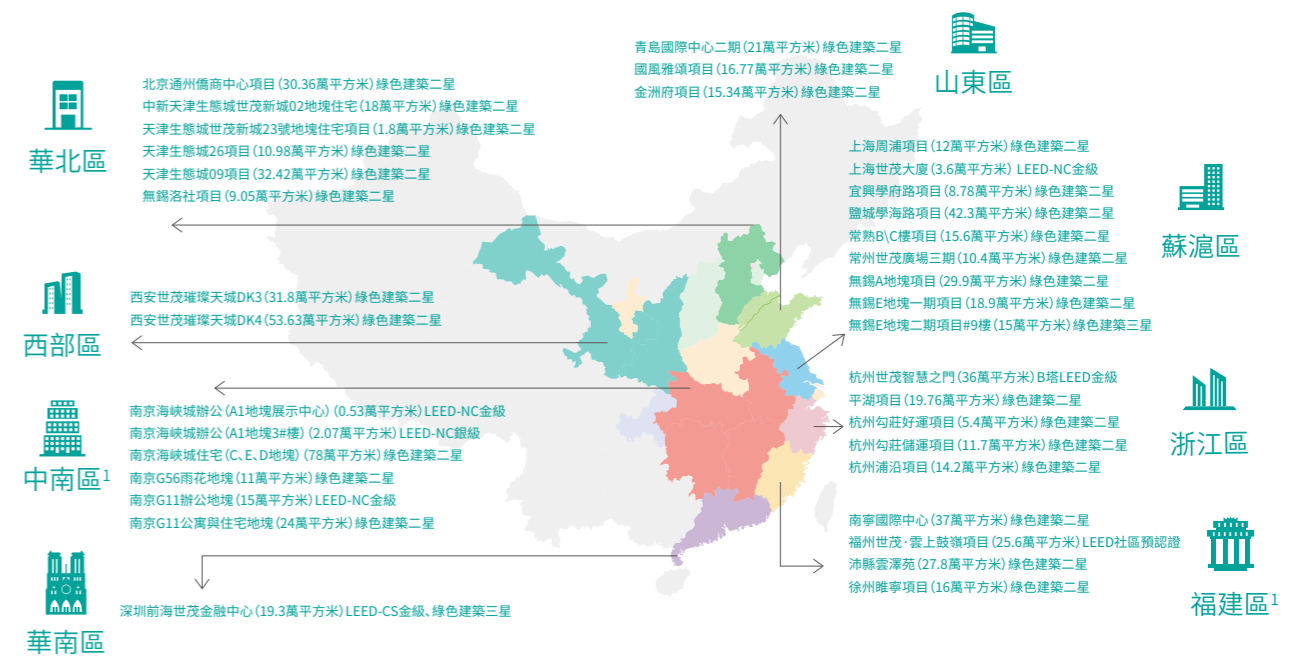 華北區
北京通州僑商中心項目（30.36萬平方米）綠色建築二星
中新天津生態城世茂新城02地塊住宅（18萬平方米）綠色建築二星
天津生態城世茂新城23號地塊住宅項目（1.8萬平方米）綠色建築二星
天津生態城26項目（10.98萬平方米）綠色建築二星
天津生態城09項目（32.42萬平方米）綠色建築二星
無錫洛社項目（9.05萬平方米）綠色建築二星
西部區
西安世茂璀璨天城DK3（31.8萬平方米）綠色建築二星
西安世茂璀璨天城DK4（53.63萬平方米）綠色建築二星
中南區1
南京海峽城辦公（A1地塊展示中心）（0.53萬平方米）LEED-NC金級
南京海峽城辦公（A1地塊3#樓）（2.07萬平方米）LEED-NC銀級
南京海峽城住宅（C、E、D地塊）（78萬平方米）綠色建築二星
南京G56雨花地塊（11萬平方米）綠色建築二星
南京G11辦公地塊（15萬平方米）LEED-NC金級
南京G11公寓與住宅地塊（24萬平方米）綠色建築二星
華南區
深圳前海世茂金融中心（19.3萬平方米）LEED-CS金級、綠色建築三星
山東區
青島國際中心二期（21萬平方米）綠色建築二星
國風雅頌項目（16.77萬平方米）綠色建築二星
金洲府項目（15.34萬平方米）綠色建築二星
蘇滬區
上海周浦項目（12萬平方米）綠色建築二星
上海世茂大廈（3.6萬平方米） LEED-NC金級
宜興學府路項目（8.78萬平方米）綠色建築二星
鹽城學海路項目（42.3萬平方米）綠色建築二星
常熟B\C樓項目（15.6萬平方米）綠色建築二星
常州世茂廣場三期（10.4萬平方米）綠色建築二星
無錫A地塊項目（29.9萬平方米）綠色建築二星
無錫E地塊一期項目（18.9萬平方米）綠色建築二星
無錫E地塊二期項目#9樓（15萬平方米）綠色建築三星
浙江區
杭州世茂智慧之門（36萬平方米）B塔LEED金級
平湖項目（19.76萬平方米）綠色建築二星
杭州勾莊好運項目（5.4萬平方米）綠色建築二星
杭州勾莊儲運項目（11.7萬平方米）綠色建築二星
杭州浦沿項目（14.2萬平方米）綠色建築二星
福建區1
南寧國際中心（37萬平方米）綠色建築二星
福州世茂·雲上鼓嶺項目（25.6萬平方米）LEED社區預認證
沛縣雲澤苑（27.8萬平方米）綠色建築二星
徐州睢寧項目（16萬平方米）綠色建築二星